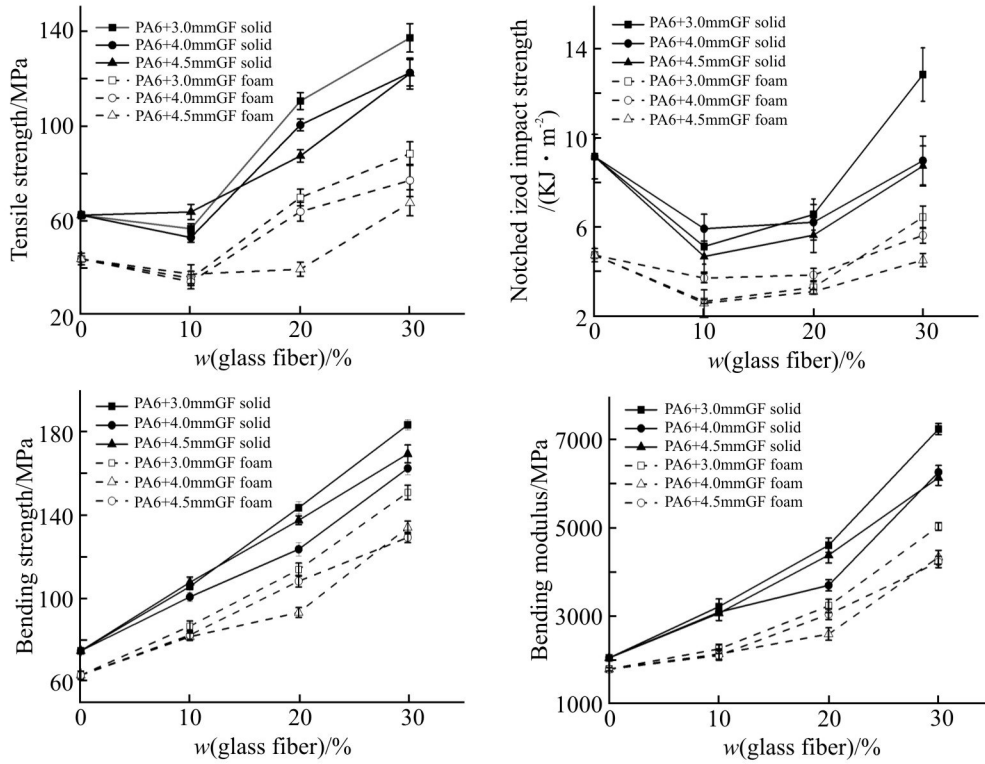 Tensile strength/MPa
140
100
60
20
0 10 20 30
w(glass fiber)/%
PA6+3.0mmGF solid
PA6+4.0mmGF solid
PA6+4.5mmGF solid
PA6+3.0mmGF foam
PA6+4.0mmGF foam
PA6+4.5mmGF foam
Notched izod impact strength
/(KJ · m⁻²)
14
10
6
2
0 10 20 30
w(glass fiber)/%
PA6+3.0mmGF solid
PA6+4.0mmGF solid
PA6+4.5mmGF solid
PA6+3.0mmGF foam
PA6+4.0mmGF foam
PA6+4.5mmGF foam
Bending strength/MPa
180
140
100
60
0 10 20 30
w(glass fiber)/%
PA6+3.0mmGF solid
PA6+4.0mmGF solid
PA6+4.5mmGF solid
PA6+3.0mmGF foam
PA6+4.0mmGF foam
PA6+4.5mmGF foam
Bending modulus/MPa
7000
5000
3000
1000
0 10 20 30
w(glass fiber)/%
PA6+3.0mmGF solid
PA6+4.0mmGF solid
PA6+4.5mmGF solid
PA6+3.0mmGF foam
PA6+4.0mmGF foam
PA6+4.5mmGF foam